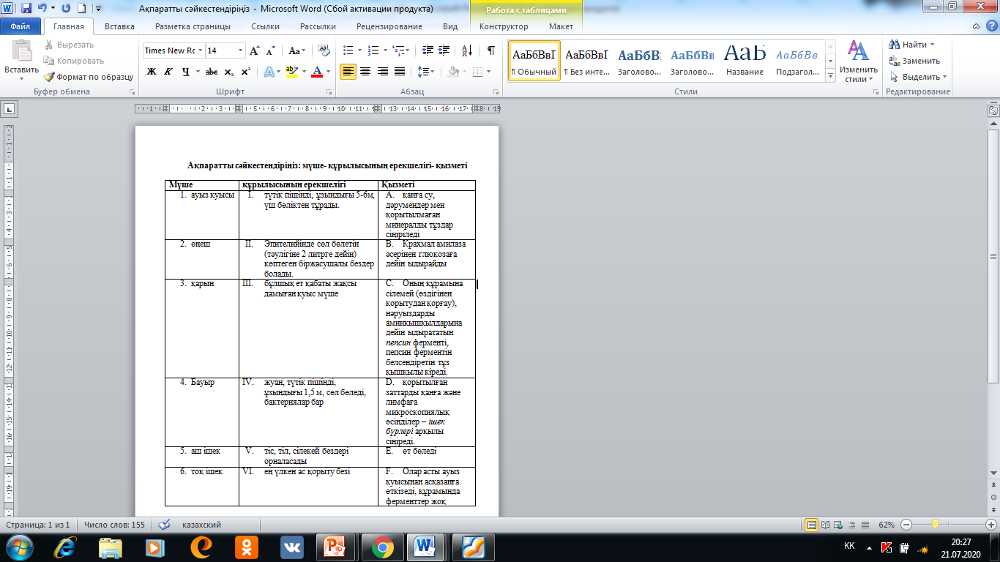 Ақпаратты сәйкестендіріңіз - Microsoft Word (Сбой активации продукта)
Работа с таблицами
Файл Главная Вставка Разметка страницы Ссылки Рассылки Рецензирование Вид Конструктор Макет
Вставить
Вырезать
Копировать
Формат по образцу
Буфер обмена
Times New Ro 14
Шрифт
Абзац
АаБбВвІ АаБбВвІ АаБбВ АаБбВв АаБ АаБбВв
¶ Обычный ¶ Без инте... Заголово... Заголово... Название Подзагол...
Стили
Изменить стили
Найти
Заменить
Выделить
Редактирование
Ақпаратты сәйкестендіріңіз: мүше- құрылысының ерекшелігі- қызметі
Мүше құрылысының ерекшелігі Қызметі
1. ауыз қуысы
I. түтік пішінді, ұзындығы 5-6м,
үш бөліктен тұрады.
A. қанға су,
дәрумендер мен
қорытылмаған
минералды тұздар
сіңіріледі
2. өңеш
II. Эпителийінде сөл бөлетін
(тәулігіне 2 литрге дейін)
көптеген біржасушалы бездер
болады.
B. Крахмал амилаза
әсерінен глюкозаға
дейін ыдырайды
3. қарын
III. бұлшық ет қабаты жақсы
дамыған қуыс мүше
C. Оның құрамына
сілемей (өздігінен
қорытудан қорғау),
нәруыздарды
аминқышқылдарына
дейін ыдырататын
пепсин ферменті,
пепсин ферментін
белсендіретін тұз
қышқылы кіреді.
4. Бауыр
IV. жуан, түтік пішінді,
ұзындығы 1,5 м, сөл бөледі,
бактериялар бар
D. қорытылған
заттарды қанға және
лимфаға
микроскопиялық
өсінділер – ішек
бүрлері арқылы
сіңіреді.
5. аш ішек
V. тіс, тіл, сілекей бездері
орналасады
E. өт бөледі
6. тоқ ішек
VI. ең үлкен ас қорыту безі
F. Олар асты ауыз
қуысынан асқазанға
өткізеді, құрамында
ферменттер жоқ
Страница: 1 из 1 Число слов: 155 казахский 62%
KK 20:27
21.07.2020